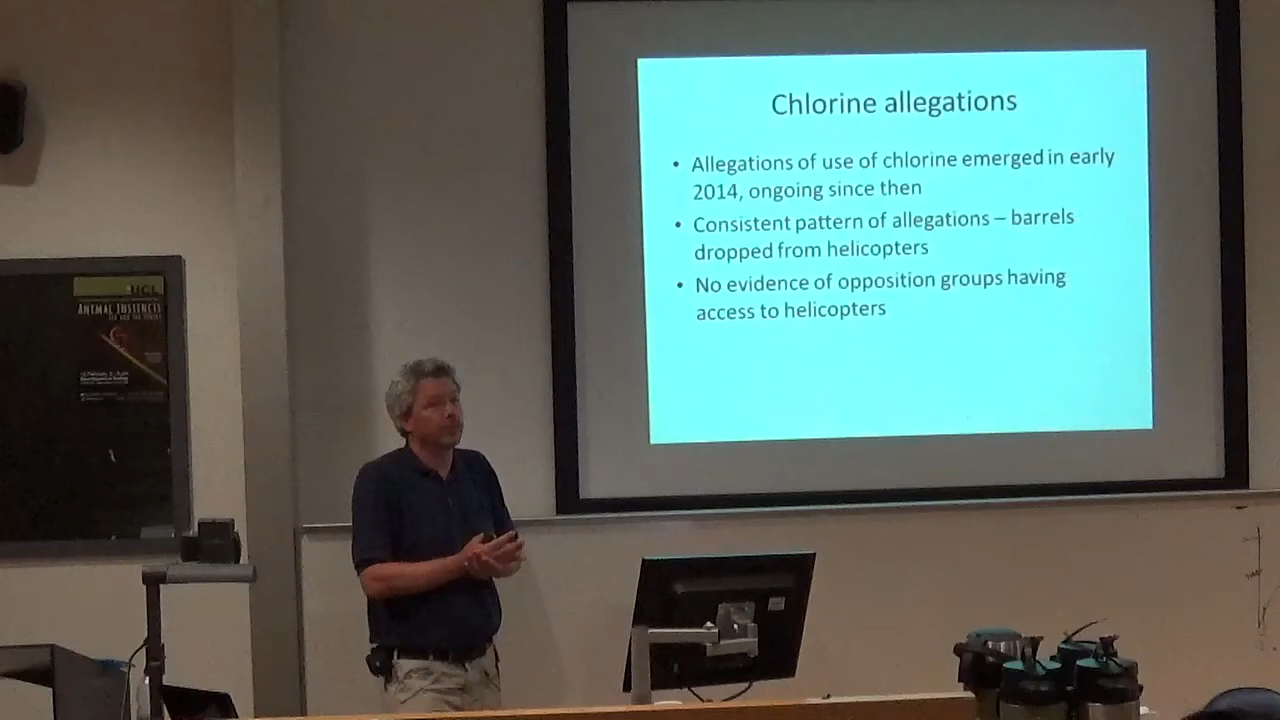 Chlorine allegations
• Allegations of use of chlorine emerged in early
2014, ongoing since then
• Consistent pattern of allegations – barrels
dropped from helicopters
• No evidence of opposition groups having
access to helicopters
UCL
ANIMAL INSTINCTS